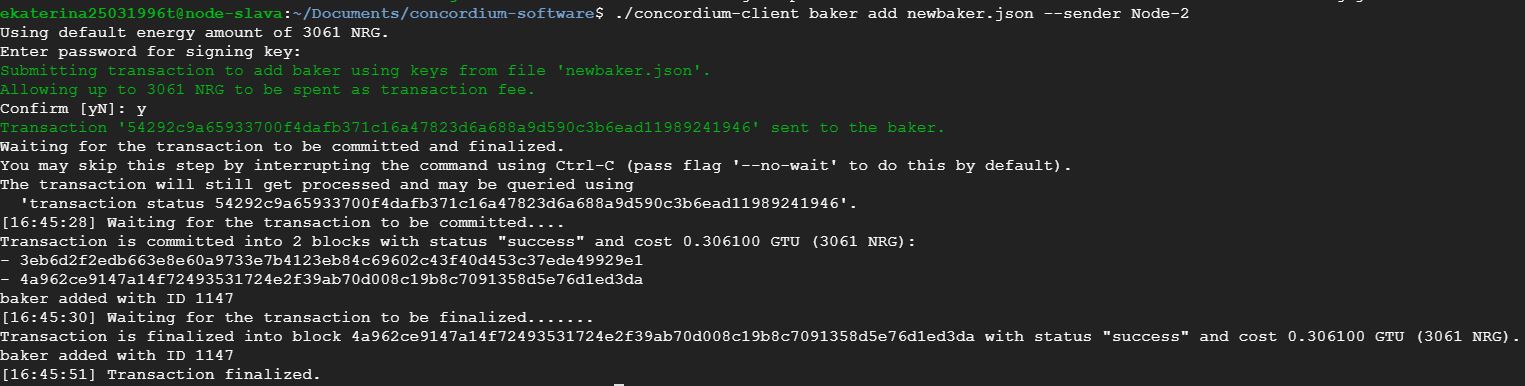 ekaterina25031996t@node-slava:~/Documents/concordium-software$ ./concordium-client baker add newbaker.json --sender Node-2
Using default energy amount of 3061 NRG.
Enter password for signing key:
Submitting transaction to add baker using keys from file 'newbaker.json'.
Allowing up to 3061 NRG to be spent as transaction fee.
Confirm [yN]: y
Transaction '54292c9a65933700f4dafb371c16a47823d6a688a9d590c3b6ead11989241946' sent to the baker.
Waiting for the transaction to be committed and finalized.
You may skip this step by interrupting the command using Ctrl-C (pass flag '--no-wait' to do this by default).
The transaction will still get processed and may be queried using
  'transaction status 54292c9a65933700f4dafb371c16a47823d6a688a9d590c3b6ead11989241946'.
[16:45:28] Waiting for the transaction to be committed....
Transaction is committed into 2 blocks with status "success" and cost 0.306100 GTU (3061 NRG):
- 3eb6d2f2edb663e8e60a9733e7b4123eb84c69602c43f40d453c37ede49929e1
- 4a962ce9147a14f72493531724e2f39ab70d008c19b8c7091358d5e76d1ed3da
baker added with ID 1147
[16:45:30] Waiting for the transaction to be finalized.......
Transaction is finalized into block 4a962ce9147a14f72493531724e2f39ab70d008c19b8c7091358d5e76d1ed3da with status "success" and cost 0.306100 GTU (3061 NRG).
baker added with ID 1147
[16:45:51] Transaction finalized.